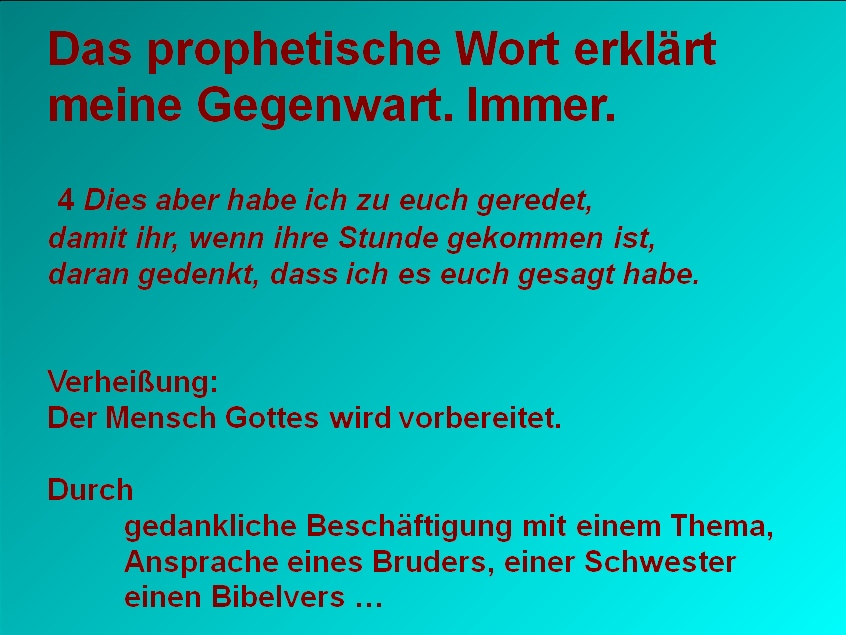 Das prophetische Wort erklärt
meine Gegenwart. Immer.
4 Dies aber habe ich zu euch geredet,
damit ihr, wenn ihre Stunde gekommen ist,
daran gedenkt, dass ich es euch gesagt habe.
Verheißung:
Der Mensch Gottes wird vorbereitet.
Durch
gedankliche Beschäftigung mit einem Thema,
Ansprache eines Bruders, einer Schwester
einen Bibelvers …